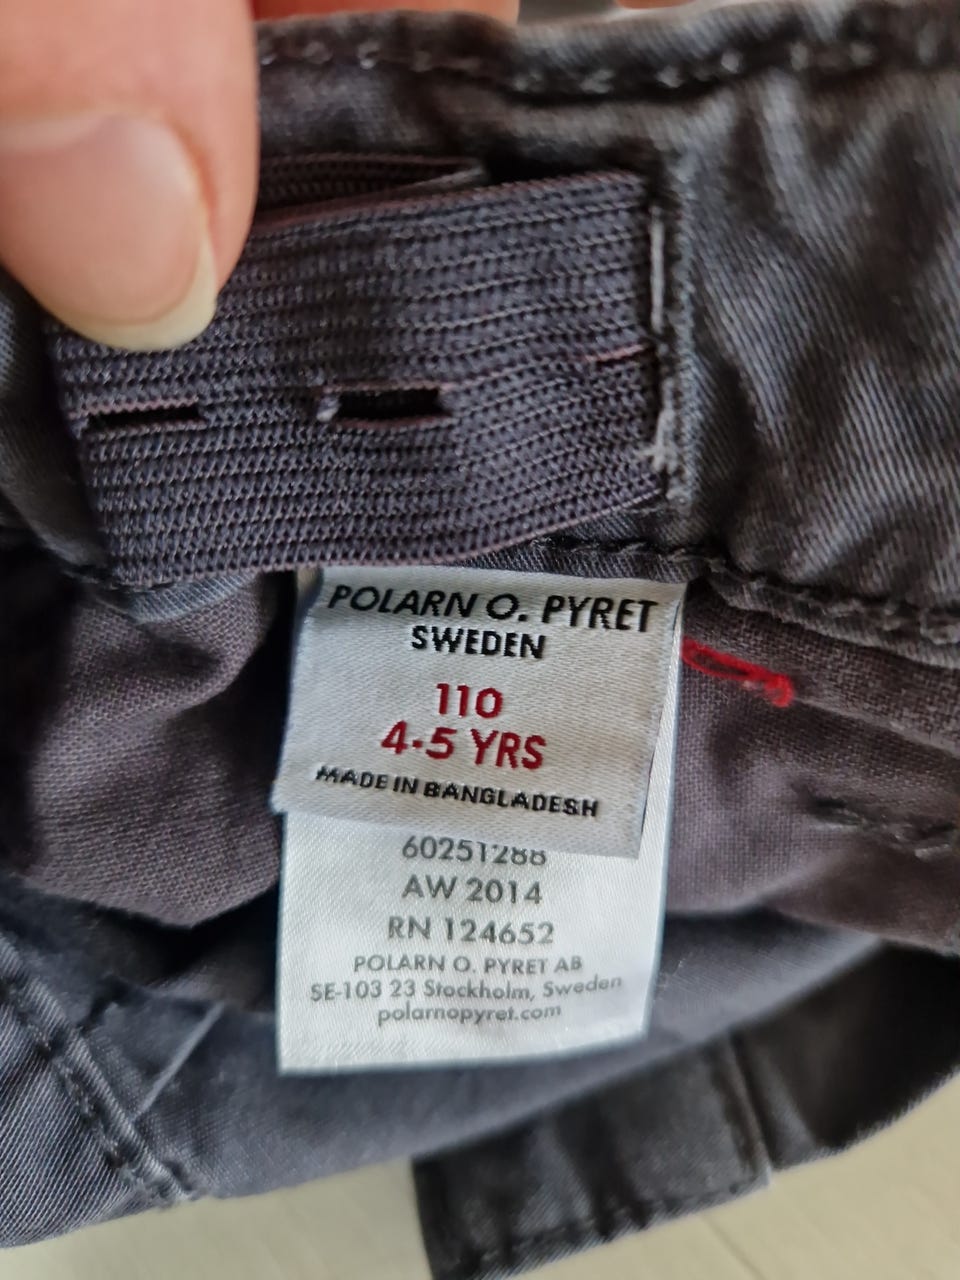 POLARN O. PYRET
SWEDEN
110
4-5 YRS
MADE IN BANGLADESH
60251288
AW 2014
RN 124652
POLARN O. PYRET AB
SE-103 23 Stockholm, Sweden
polarnopyret.com